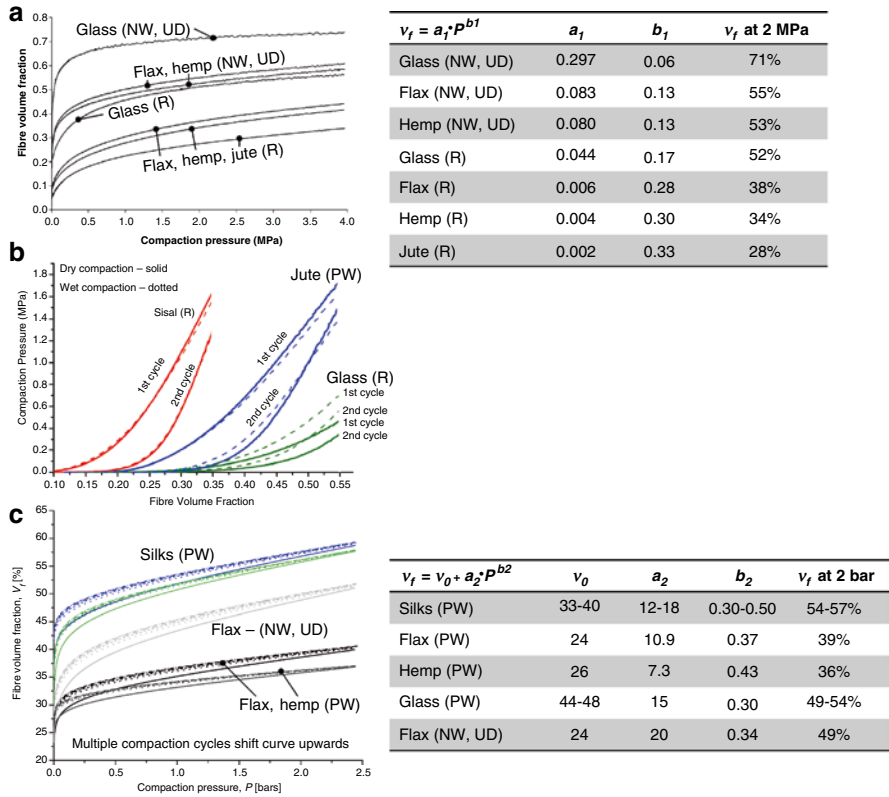 a
Fibre volume fraction
0.8
0.7
0.6
0.5
0.4
0.3
0.2
0.1
0.0
Glass (NW, UD)
Flax, hemp (NW, UD)
Glass (R)
Flax, hemp, jute (R)
0.0 0.5 1.0 1.5 2.0 2.5 3.0 3.5 4.0
Compaction pressure (MPa)
ν_f = a_1•P^b1 a_1 b_1 ν_f at 2 MPa
Glass (NW, UD) 0.297 0.06 71%
Flax (NW, UD) 0.083 0.13 55%
Hemp (NW, UD) 0.080 0.13 53%
Glass (R) 0.044 0.17 52%
Flax (R) 0.006 0.28 38%
Hemp (R) 0.004 0.30 34%
Jute (R) 0.002 0.33 28%
b
Compaction Pressure (MPa)
1.8
1.6
1.4
1.2
1.0
0.8
0.6
0.4
0.2
0.0
Dry compaction – solid
Wet compaction – dotted
Jute (PW)
Sisal (R)
1st cycle
2nd cycle
1st cycle
2nd cycle
Glass (R)
1st cycle
2nd cycle
1st cycle
2nd cycle
0.10 0.15 0.20 0.25 0.30 0.35 0.40 0.45 0.50 0.55
Fibre Volume Fraction
c
Fibre volume fraction, V_f [%]
65
60
55
50
45
40
35
30
25
20
Silks (PW)
Flax – (NW, UD)
Flax, hemp (PW)
Multiple compaction cycles shift curve upwards
0.0 0.5 1.0 1.5 2.0 2.5
Compaction pressure, P [bars]
ν_f = ν_0 + a_2•P^b2 ν_0 a_2 b_2 ν_f at 2 bar
Silks (PW) 33-40 12-18 0.30-0.50 54-57%
Flax (PW) 24 10.9 0.37 39%
Hemp (PW) 26 7.3 0.43 36%
Glass (PW) 44-48 15 0.30 49-54%
Flax (NW, UD) 24 20 0.34 49%